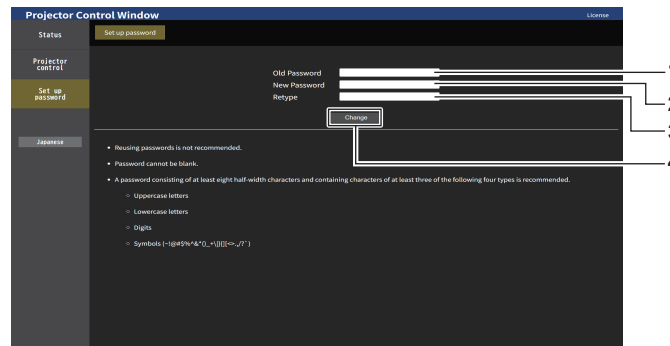 Projector Control Window
License
Status
Set up password
Projector
control
Set up
password
Japanese
Old Password
New Password
Retype
Change
• Reusing passwords is not recommended.
• Password cannot be blank.
• A password consisting of at least eight half-width characters and containing characters of at least three of the following four types is recommended.
○ Uppercase letters
○ Lowercase letters
○ Digits
○ Symbols (~!@#$%^&*()_+\|}{][<>.,/?`)